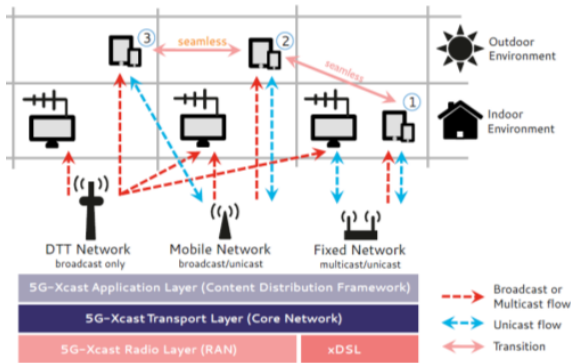 3
seamless
2
seamless
1
Outdoor
Environment
Indoor
Environment
DTT Network
broadcast only
Mobile Network
broadcast/unicast
Fixed Network
multicast/unicast
5G-Xcast Application Layer (Content Distribution Framework)
5G-Xcast Transport Layer (Core Network)
5G-Xcast Radio Layer (RAN)
xDSL
Broadcast or
Multicast flow
Unicast flow
Transition